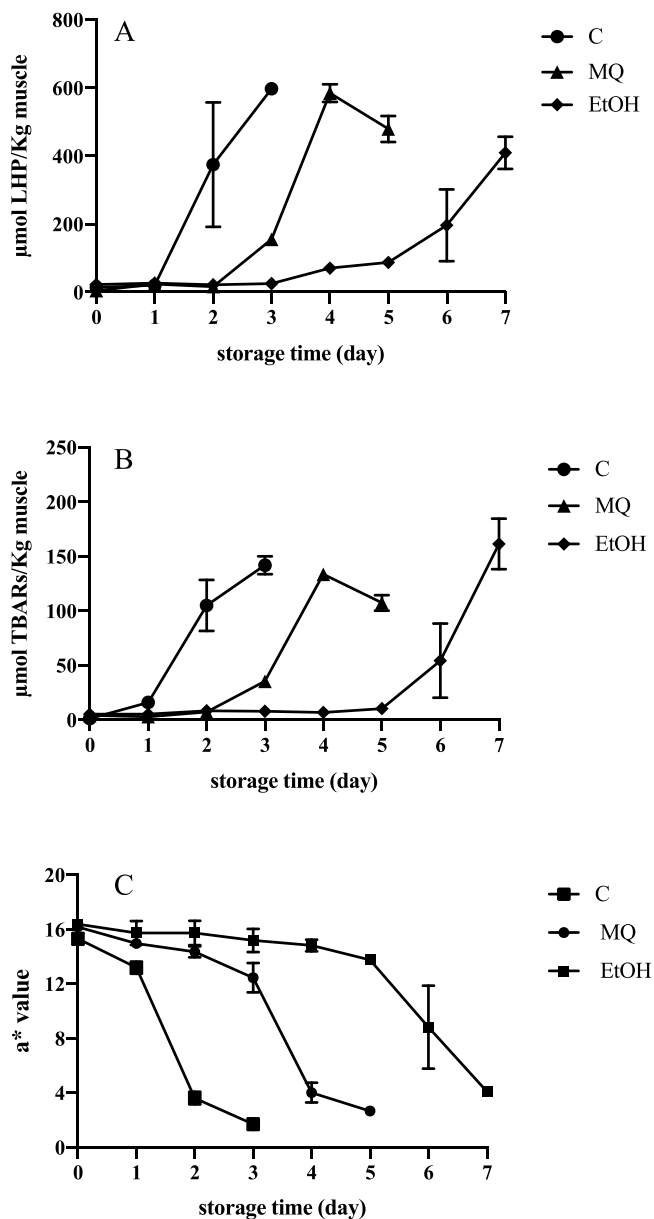 A
C
MQ
EtOH
800
600
400
200
0
µmol LHP/Kg muscle
0 1 2 3 4 5 6 7
storage time (day)
B
C
MQ
EtOH
250
200
150
100
50
0
µmol TBARs/Kg muscle
0 1 2 3 4 5 6 7
storage time (day)
C
C
MQ
EtOH
20
16
12
8
4
0
a* value
0 1 2 3 4 5 6 7
storage time (day)